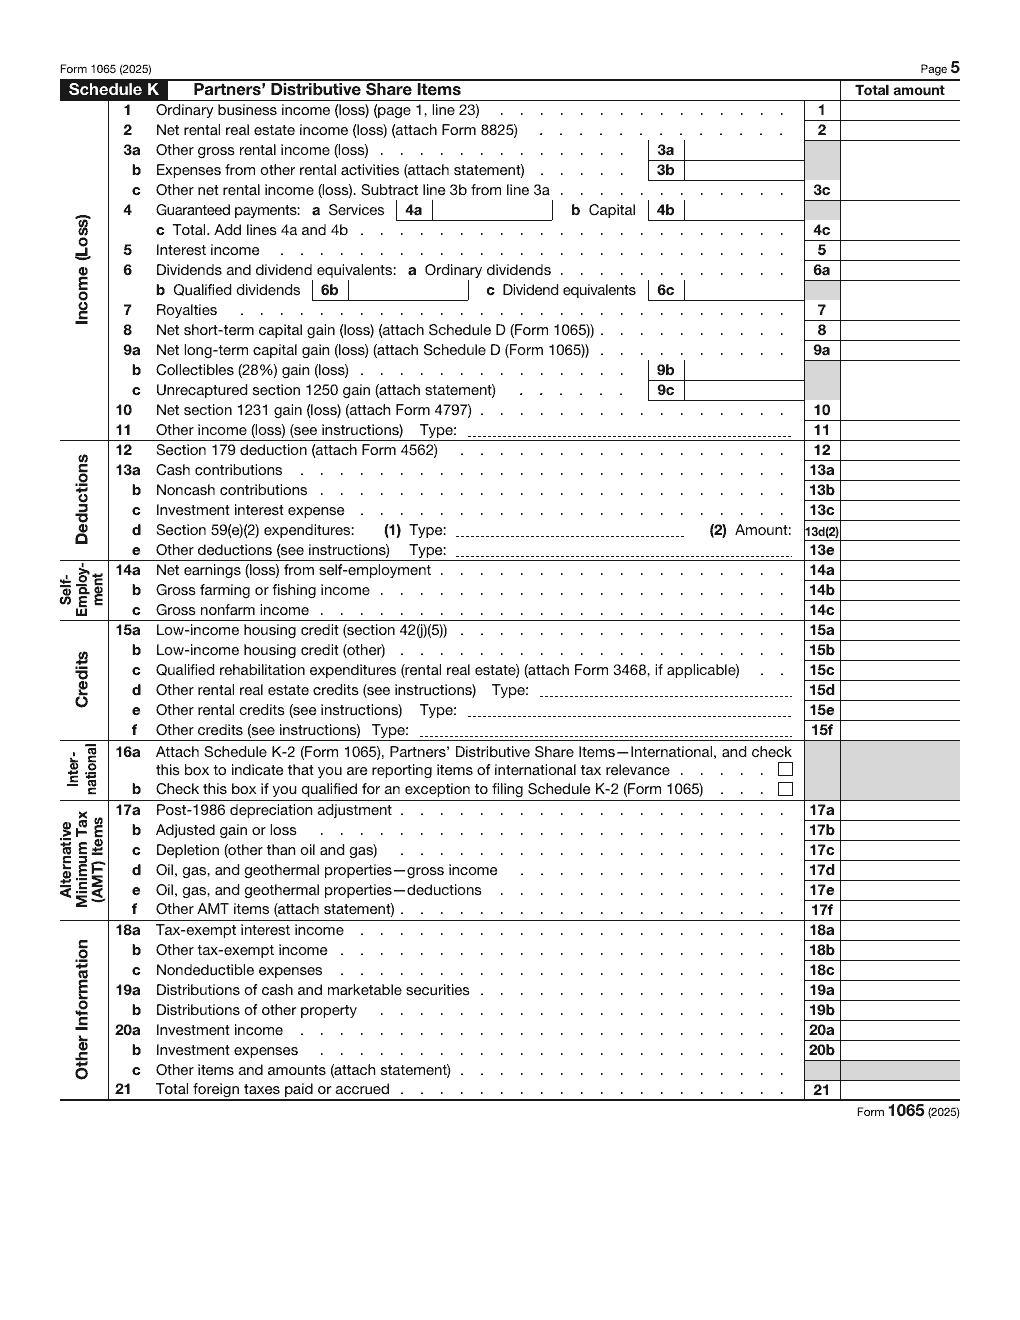 Form 1065 (2025) Page 5
Schedule K Partners' Distributive Share Items Total amount
Income (Loss)
1 Ordinary business income (loss) (page 1, line 23) . . . . . . . . . . . . . . . 1
2 Net rental real estate income (loss) (attach Form 8825) . . . . . . . . . . . . . 2
3a Other gross rental income (loss) . . . . . . . . . . . . . 3a
b Expenses from other rental activities (attach statement) . . . . . 3b
c Other net rental income (loss). Subtract line 3b from line 3a . . . . . . . . . . . . 3c
4 Guaranteed payments: a Services 4a b Capital 4b
c Total. Add lines 4a and 4b . . . . . . . . . . . . . . . . . . . . . . 4c
5 Interest income . . . . . . . . . . . . . . . . . . . . . . . . . . 5
6 Dividends and dividend equivalents: a Ordinary dividends . . . . . . . . . . . . 6a
b Qualified dividends 6b c Dividend equivalents 6c
7 Royalties . . . . . . . . . . . . . . . . . . . . . . . . . . . . 7
8 Net short-term capital gain (loss) (attach Schedule D (Form 1065)) . . . . . . . . . . 8
9a Net long-term capital gain (loss) (attach Schedule D (Form 1065)) . . . . . . . . . . 9a
b Collectibles (28%) gain (loss) . . . . . . . . . . . . . . 9b
c Unrecaptured section 1250 gain (attach statement) . . . . . . 9c
10 Net section 1231 gain (loss) (attach Form 4797) . . . . . . . . . . . . . . . . 10
11 Other income (loss) (see instructions) Type: 11
Deductions
12 Section 179 deduction (attach Form 4562) . . . . . . . . . . . . . . . . . 12
13a Cash contributions . . . . . . . . . . . . . . . . . . . . . . . . . 13a
b Noncash contributions . . . . . . . . . . . . . . . . . . . . . . . . 13b
c Investment interest expense . . . . . . . . . . . . . . . . . . . . . . 13c
d Section 59(e)(2) expenditures: (1) Type: (2) Amount: 13d(2)
e Other deductions (see instructions) Type: 13e
Self-
Employ-
ment
14a Net earnings (loss) from self-employment . . . . . . . . . . . . . . . . . . 14a
b Gross farming or fishing income . . . . . . . . . . . . . . . . . . . . . 14b
c Gross nonfarm income . . . . . . . . . . . . . . . . . . . . . . . . 14c
Credits
15a Low-income housing credit (section 42(j)(5)) . . . . . . . . . . . . . . . . . 15a
b Low-income housing credit (other) . . . . . . . . . . . . . . . . . . . . 15b
c Qualified rehabilitation expenditures (rental real estate) (attach Form 3468, if applicable) . . 15c
d Other rental real estate credits (see instructions) Type: 15d
e Other rental credits (see instructions) Type: 15e
f Other credits (see instructions) Type: 15f
Inter-
national
16a Attach Schedule K-2 (Form 1065), Partners' Distributive Share Items—International, and check
this box to indicate that you are reporting items of international tax relevance . . . . . .
b Check this box if you qualified for an exception to filing Schedule K-2 (Form 1065) . . . .
Alternative
Minimum Tax
(AMT) Items
17a Post-1986 depreciation adjustment . . . . . . . . . . . . . . . . . . . . 17a
b Adjusted gain or loss . . . . . . . . . . . . . . . . . . . . . . . . 17b
c Depletion (other than oil and gas) . . . . . . . . . . . . . . . . . . . . 17c
d Oil, gas, and geothermal properties—gross income . . . . . . . . . . . . . . 17d
e Oil, gas, and geothermal properties—deductions . . . . . . . . . . . . . . . 17e
f Other AMT items (attach statement) . . . . . . . . . . . . . . . . . . . . 17f
Other Information
18a Tax-exempt interest income . . . . . . . . . . . . . . . . . . . . . . 18a
b Other tax-exempt income . . . . . . . . . . . . . . . . . . . . . . . 18b
c Nondeductible expenses . . . . . . . . . . . . . . . . . . . . . . . 18c
19a Distributions of cash and marketable securities . . . . . . . . . . . . . . . . 19a
b Distributions of other property . . . . . . . . . . . . . . . . . . . . . 19b
20a Investment income . . . . . . . . . . . . . . . . . . . . . . . . . 20a
b Investment expenses . . . . . . . . . . . . . . . . . . . . . . . . 20b
c Other items and amounts (attach statement) . . . . . . . . . . . . . . . . .
21 Total foreign taxes paid or accrued . . . . . . . . . . . . . . . . . . . . 21
Form 1065 (2025)